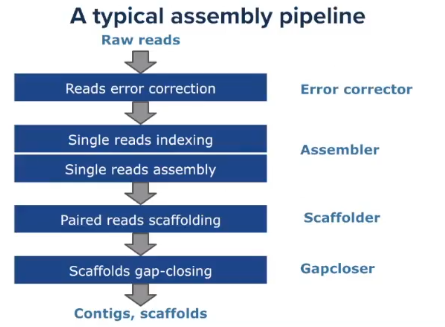 A typical assembly pipeline
Raw reads
Reads error correction
Error corrector
Single reads indexing
Assembler
Single reads assembly
Paired reads scaffolding
Scaffolder
Scaffolds gap-closing
Gapcloser
Contigs, scaffolds